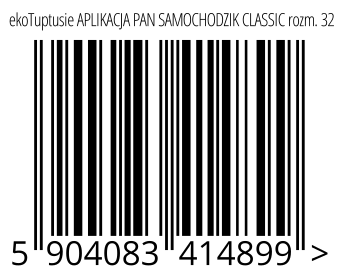 ekoTuptusie APLIKACJA PAN SAMOCHODZIK CLASSIC rozm. 32
5 904083 414899 >